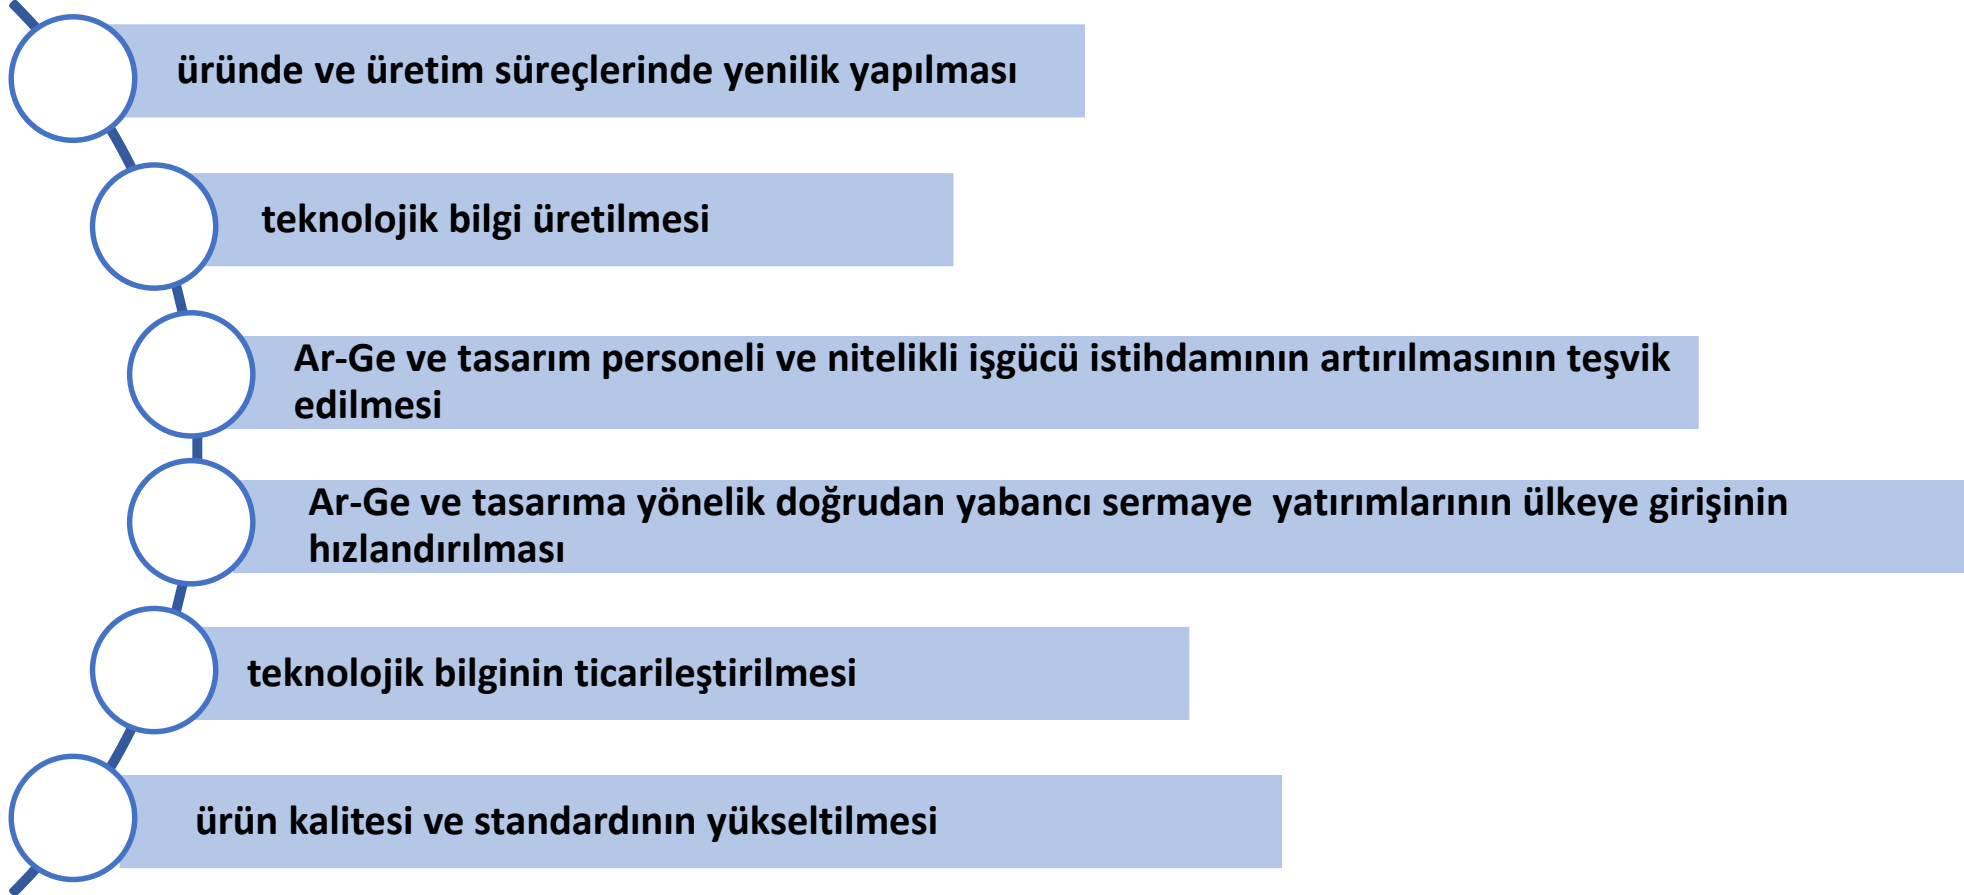 üründe ve üretim süreçlerinde yenilik yapılması
teknolojik bilgi üretilmesi
Ar-Ge ve tasarım personeli ve nitelikli işgücü istihdamının artırılmasının teşvik
edilmesi
Ar-Ge ve tasarıma yönelik doğrudan yabancı sermaye  yatırımlarının ülkeye girişinin
hızlandırılması
teknolojik bilginin ticarileştirilmesi
ürün kalitesi ve standardının yükseltilmesi